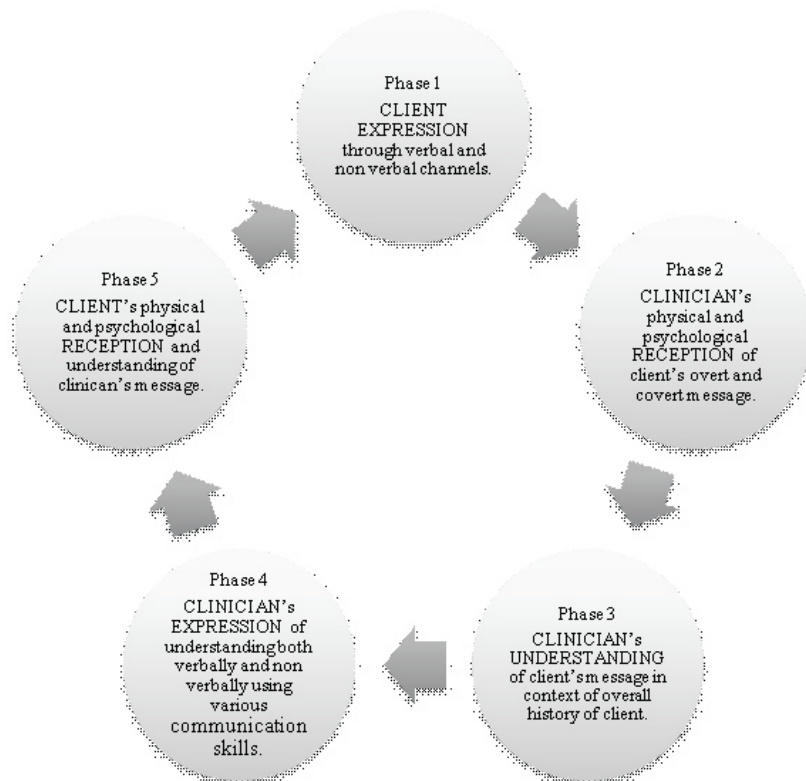 Phase 1
CLIENT
EXPRESSION
through verbal and
non verbal channels.
Phase 2
CLINICIAN's
physical and
psychological
RECEPTION of
client's overt and
covert message.
Phase 3
CLINICIAN's
UNDERSTANDING
of client's message in
context of overall
history of client.
Phase 4
CLINICIAN's
EXPRESSION of
understanding both
verbally and non
verbally using
various
communication
skills.
Phase 5
CLIENT's physical
and psychological
RECEPTION and
understanding of
clinican's message.